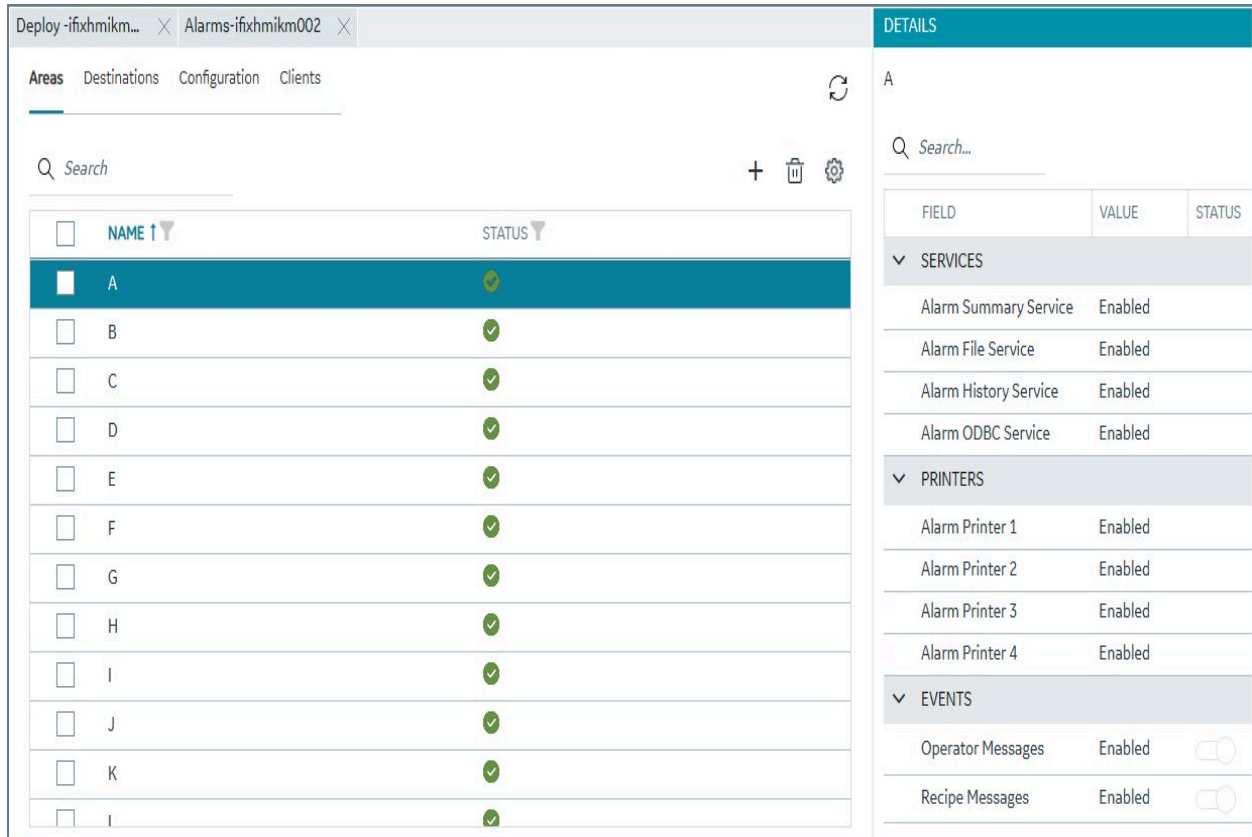 Deploy -ifixhmikm... Alarms-ifixhmikm002
Areas Destinations Configuration Clients
Search
NAME STATUS
A
B
C
D
E
F
G
H
I
J
K
DETAILS
A
Search...
FIELD VALUE STATUS
SERVICES
Alarm Summary Service Enabled
Alarm File Service Enabled
Alarm History Service Enabled
Alarm ODBC Service Enabled
PRINTERS
Alarm Printer 1 Enabled
Alarm Printer 2 Enabled
Alarm Printer 3 Enabled
Alarm Printer 4 Enabled
EVENTS
Operator Messages Enabled
Recipe Messages Enabled